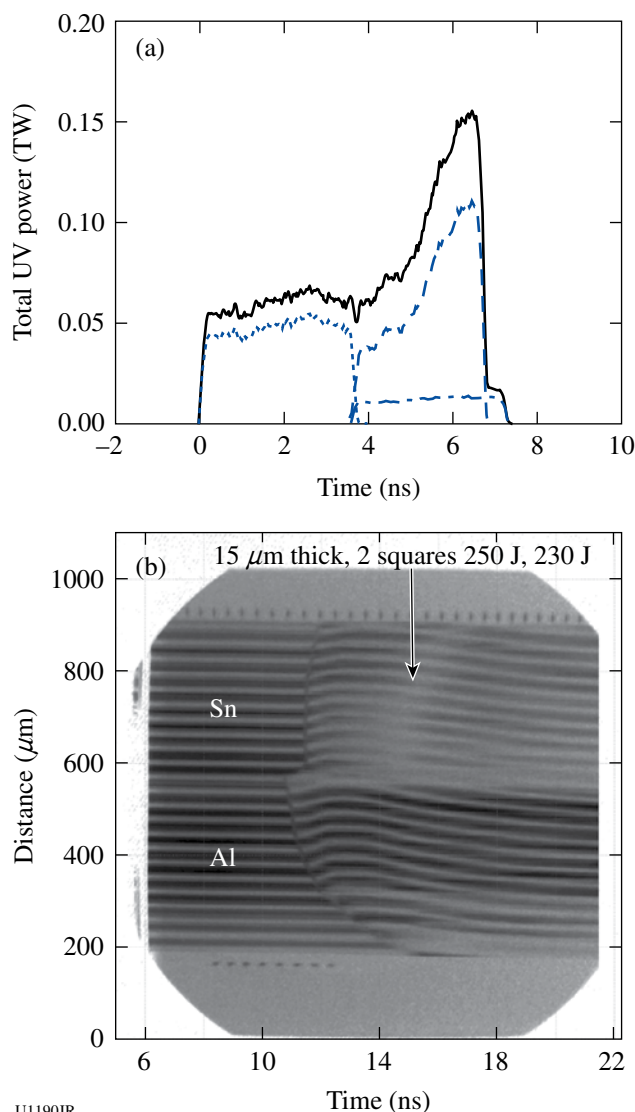 0.20
(a)
0.15
0.10
0.05
0.00
Total UV power (TW)
−2
0
2
4
6
8
10
Time (ns)
(b)
15 μm thick, 2 squares 250 J, 230 J
1000
800
600
400
200
0
Distance (μm)
Sn
Al
6
10
14
18
22
Time (ns)
U1190JR